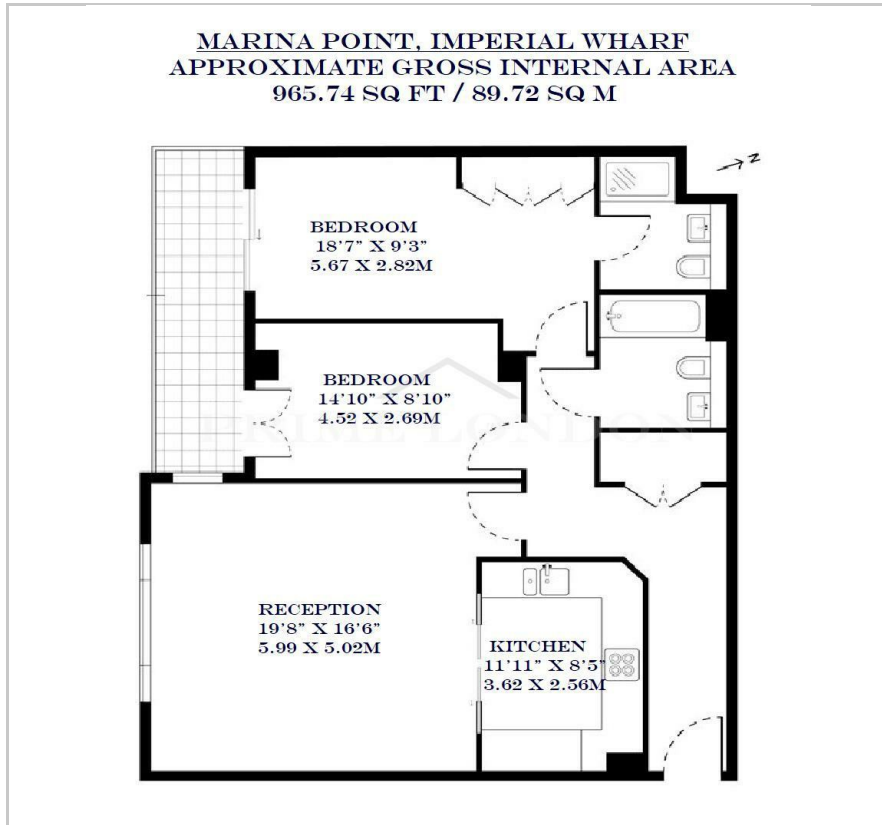 MARINA POINT, IMPERIAL WHARF
APPROXIMATE GROSS INTERNAL AREA
965.74 SQ FT / 89.72 SQ M
Z
BEDROOM
18'7" X 9'3"
5.67 X 2.82M
BEDROOM
14'10" X 8'10"
4.52 X 2.69M
PRIME LONDON
RECEPTION
19'8" X 16'6"
5.99 X 5.02M
KITCHEN
11'11" X 8'5"
3.62 X 2.56M